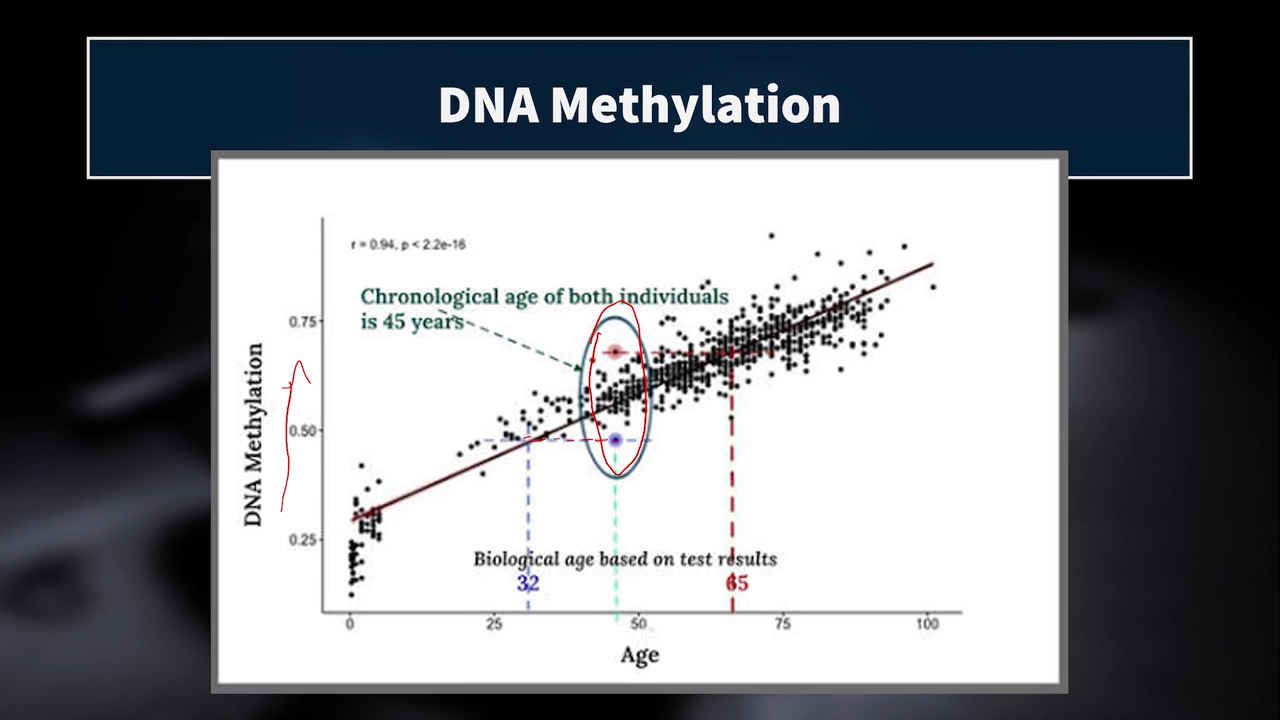 DNA Methylation
r = 0.94, p < 2.2e-16
Chronological age of both individuals
is 45 years
0.75
0.50
0.25
DNA Methylation
Biological age based on test results
32
65
0
25
50
75
100
Age